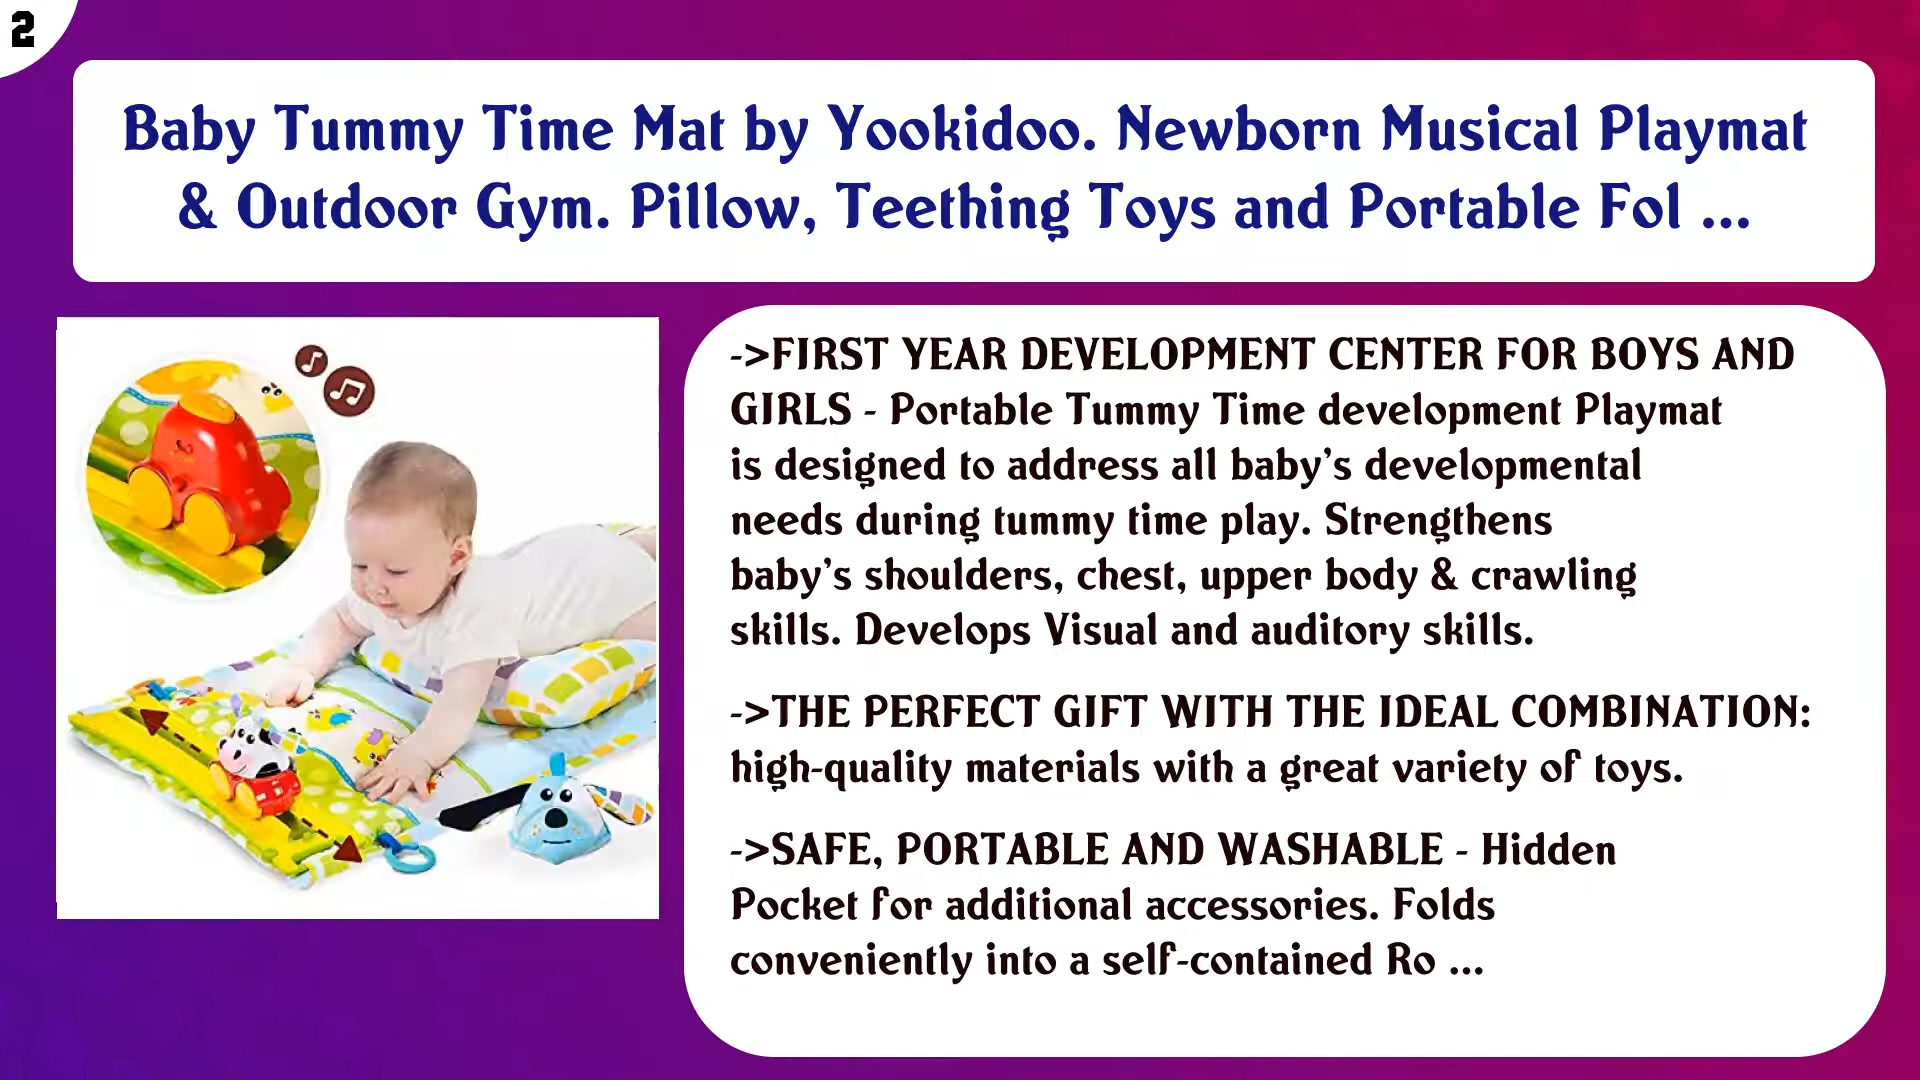 2
Baby Tummy Time Mat by Yookidoo. Newborn Musical Playmat
& Outdoor Gym. Pillow, Teething Toys and Portable Fol ...
->FIRST YEAR DEVELOPMENT CENTER FOR BOYS AND
GIRLS - Portable Tummy Time development Playmat
is designed to address all baby's developmental
needs during tummy time play. Strengthens
baby's shoulders, chest, upper body & crawling
skills. Develops Visual and auditory skills.
->THE PERFECT GIFT WITH THE IDEAL COMBINATION:
high-quality materials with a great variety of toys.
->SAFE, PORTABLE AND WASHABLE - Hidden
Pocket for additional accessories. Folds
conveniently into a self-contained Ro ...